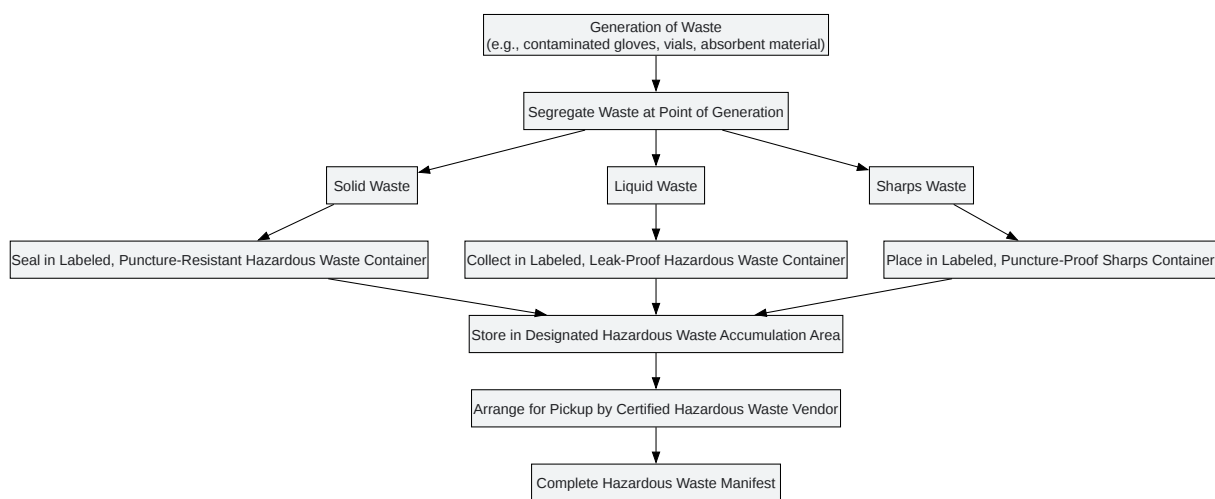 Generation of Waste
(e.g., contaminated gloves, vials, absorbent material)
Segregate Waste at Point of Generation
Solid Waste
Liquid Waste
Sharps Waste
Seal in Labeled, Puncture-Resistant Hazardous Waste Container
Collect in Labeled, Leak-Proof Hazardous Waste Container
Place in Labeled, Puncture-Proof Sharps Container
Store in Designated Hazardous Waste Accumulation Area
Arrange for Pickup by Certified Hazardous Waste Vendor
Complete Hazardous Waste Manifest